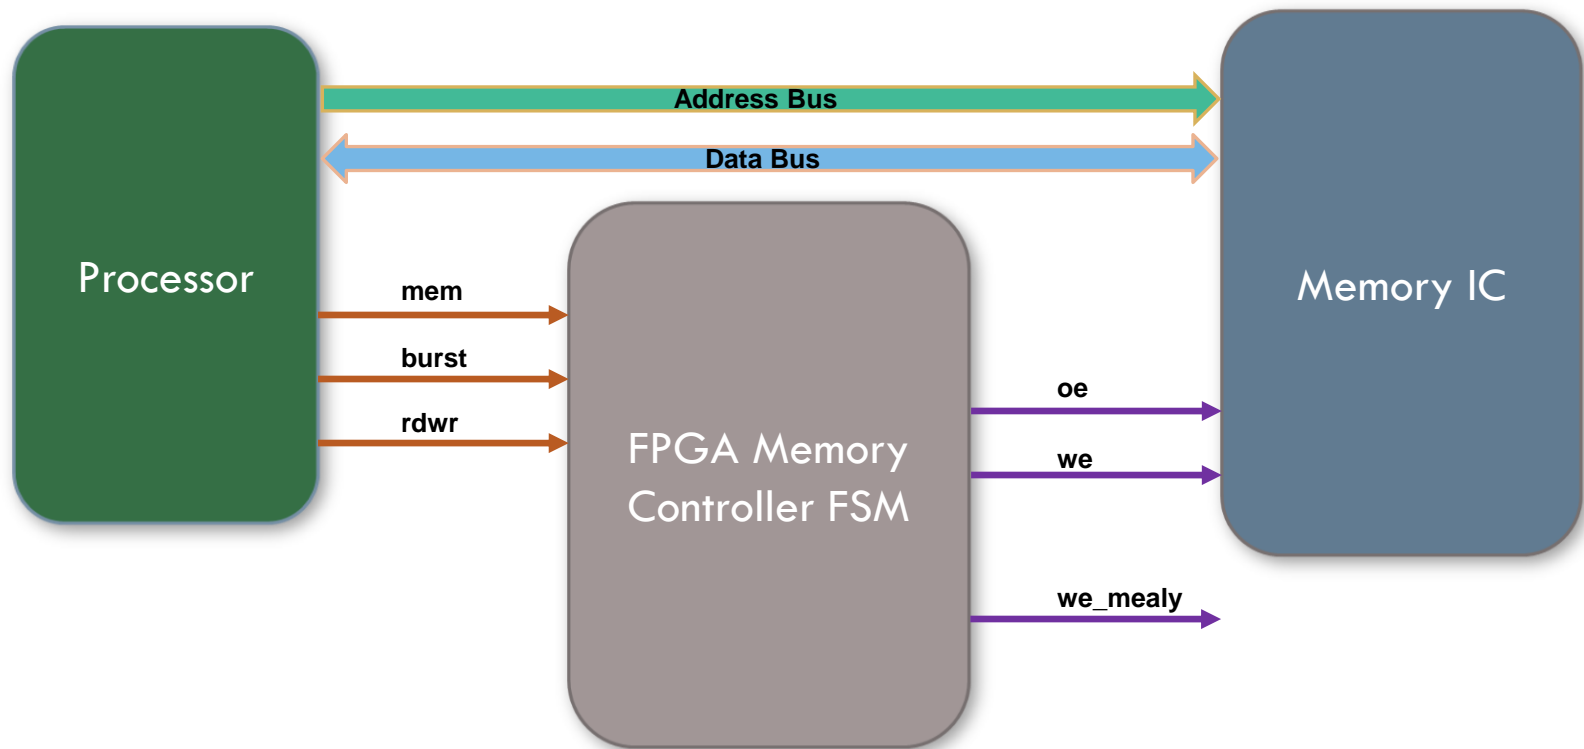 Address Bus
Data Bus
Processor
Memory IC
mem
burst
rdwr
oe
we
FPGA Memory
Controller FSM
we_mealy